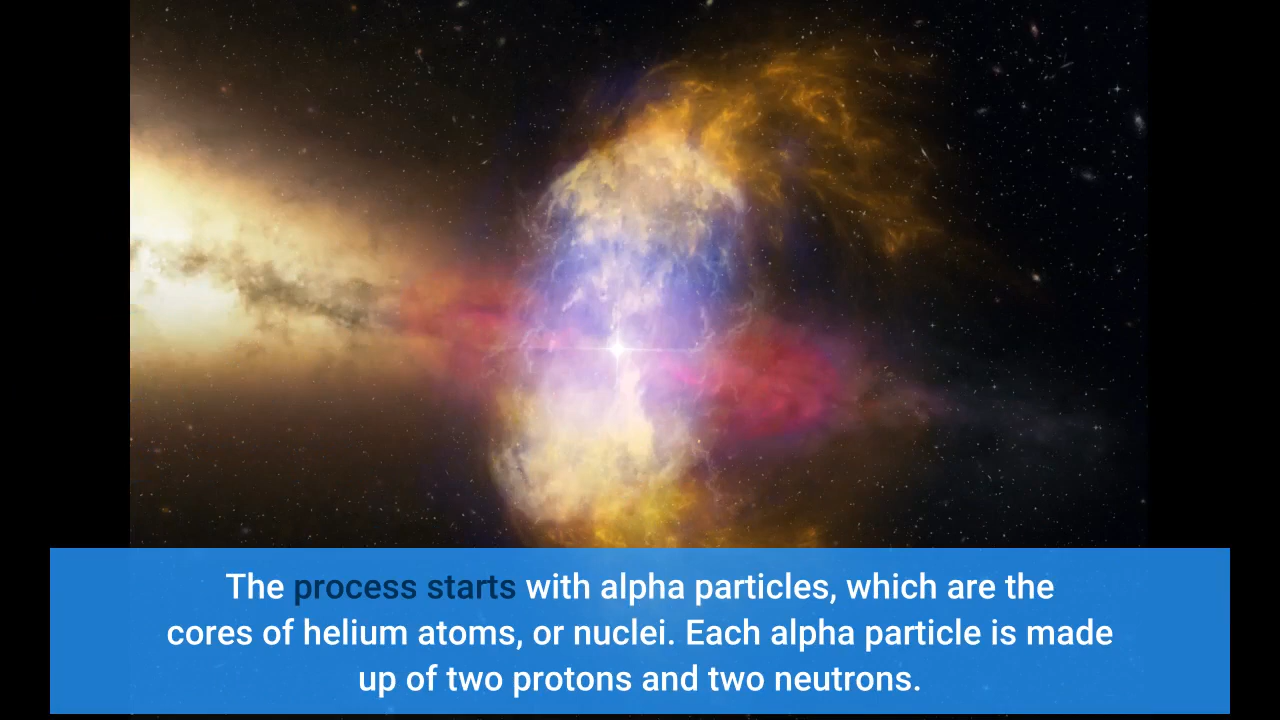 The process starts with alpha particles, which are the
cores of helium atoms, or nuclei. Each alpha particle is made
up of two protons and two neutrons.